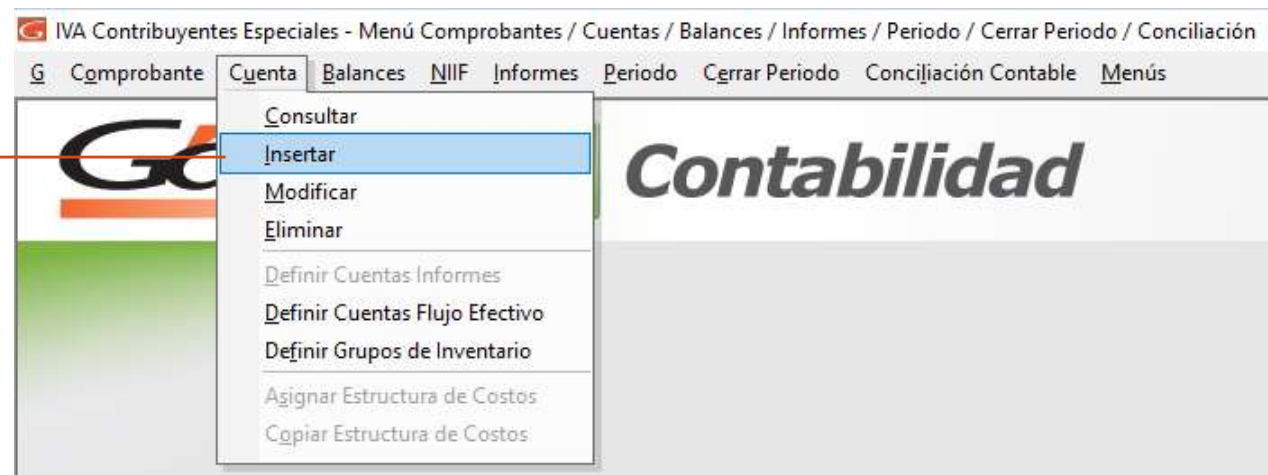 IVA Contribuyentes Especiales - Menú Comprobantes / Cuentas / Balances / Informes / Periodo / Cerrar Periodo / Conciliación
G Comprobante Cuenta Balances NIIF Informes Periodo Cerrar Periodo Conciliación Contable Menús
Consultar
Insertar
Modificar
Eliminar
Definir Cuentas Informes
Definir Cuentas Flujo Efectivo
Definir Grupos de Inventario
Asignar Estructura de Costos
Copiar Estructura de Costos
Contabilidad